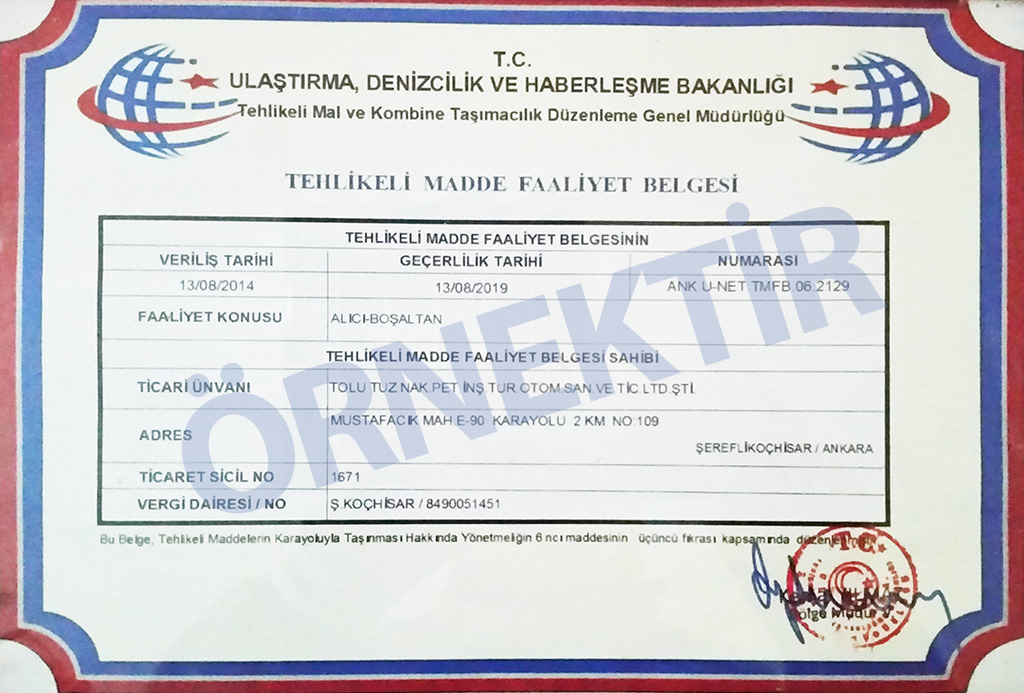 T.C.
ULAŞTIRMA, DENİZCİLİK VE HABERLEŞME BAKANLIĞI
Tehlikeli Mal ve Kombine Taşımacılık Düzenleme Genel Müdürlüğü
TEHLİKELİ MADDE FAALİYET BELGESİ
TEHLİKELİ MADDE FAALİYET BELGESİNİN
VERİLİŞ TARİHİ GEÇERLİLİK TARİHİ NUMARASI
13/08/2014 13/08/2019 ANK.U-NET.TMFB.06.2129
FAALİYET KONUSU ALICI-BOŞALTAN
TEHLİKELİ MADDE FAALİYET BELGESİ SAHİBİ
TİCARİ ÜNVANI TOLU TUZ NAK.PET.İNŞ.TUR.OTOM.SAN.VE TİC.LTD.ŞTİ.
ADRES MUSTAFACIK MAH.E-90 KARAYOLU 2 KM NO:109
ŞEREFLİKOÇHİSAR / ANKARA
TİCARET SİCİL NO 1671
VERGİ DAİRESİ / NO Ş.KOÇHİSAR / 8490051451
Bu Belge, Tehlikeli Maddelerin Karayoluyla Taşınması Hakkında Yönetmeliğin 6 ncı maddesinin üçüncü fıkrası kapsamında düzenlenmiştir.
ÖRNEKTİR
T.C.